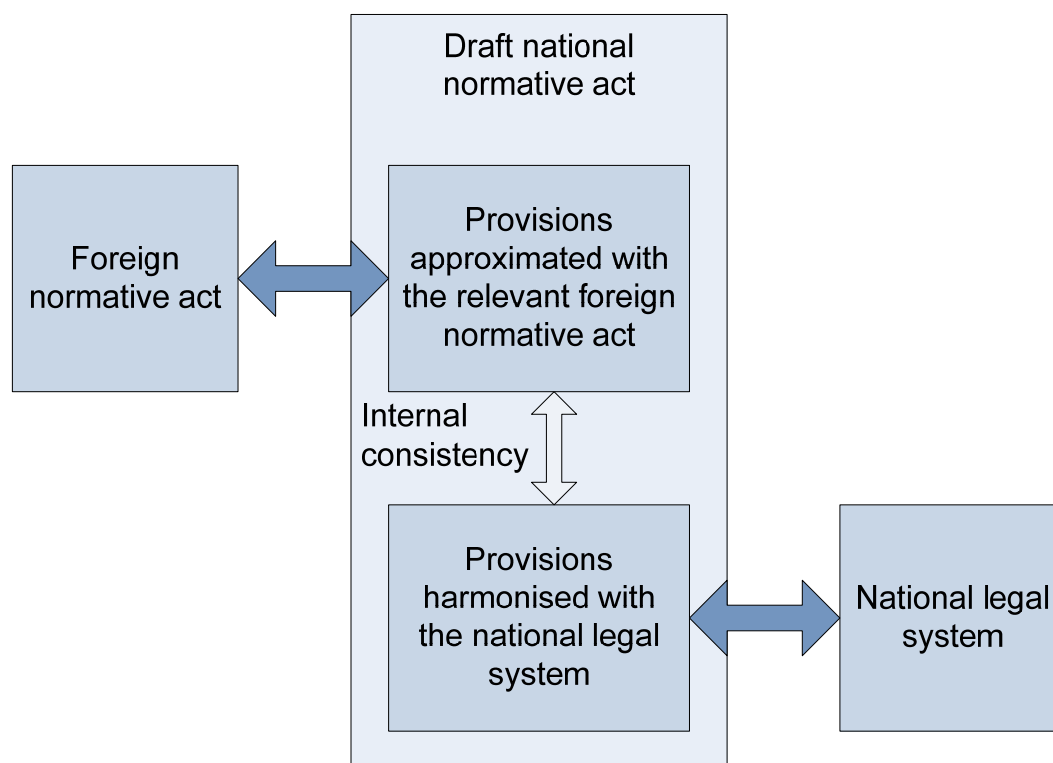 Draft national
normative act
Foreign
normative act
Provisions
approximated with
the relevant foreign
normative act
Internal
consistency
Provisions
harmonised with
the national legal
system
National legal
system